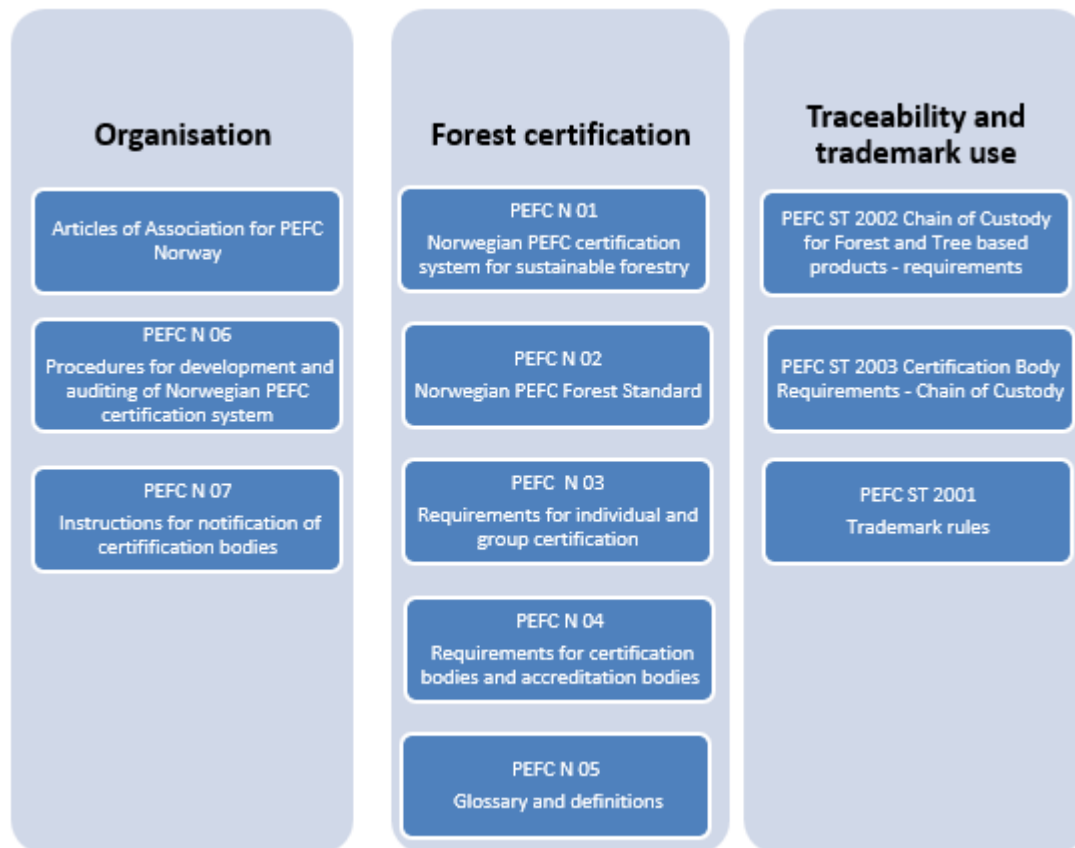 Organisation
Articles of Association for PEFC
Norway
PEFC N 06
Procedures for development and
auditing of Norwegian PEFC
certification system
PEFC N 07
Instructions for notification of
certifification bodies
Forest certification
PEFC N 01
Norwegian PEFC certification
system for sustainable forestry
PEFC N 02
Norwegian PEFC Forest Standard
PEFC  N 03
Requirements for individual and
group certification
PEFC N 04
Requirements for certification
bodies and accreditation bodies
PEFC N 05
Glossary and definitions
Traceability and
trademark use
PEFC ST 2002 Chain of Custody
for Forest and Tree based
products - requirements
PEFC ST 2003 Certification Body
Requirements - Chain of Custody
PEFC ST 2001
Trademark rules